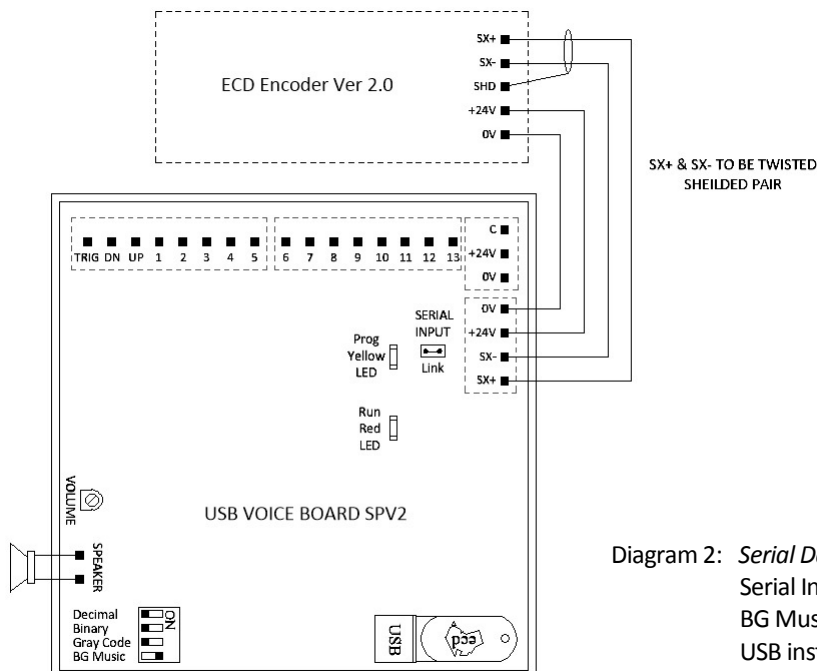 SX+
SX-
SHD
+24V
0V
ECD Encoder Ver 2.0
SX+ & SX- TO BE TWISTED
SHEILDED PAIR
TRIG DN UP 1 2 3 4 5
6 7 8 9 10 11 12 13
C
+24V
0V
0V
+24V
SX-
SX+
SERIAL
INPUT
Link
Prog
Yellow
LED
Run
Red
LED
VOLUME
USB VOICE BOARD SPV2
SPEAKER
Decimal
Binary
Gray Code
BG Music
ON
USB
ecd
Diagram 2: Serial Da
Serial In
BG Mus
USB inst